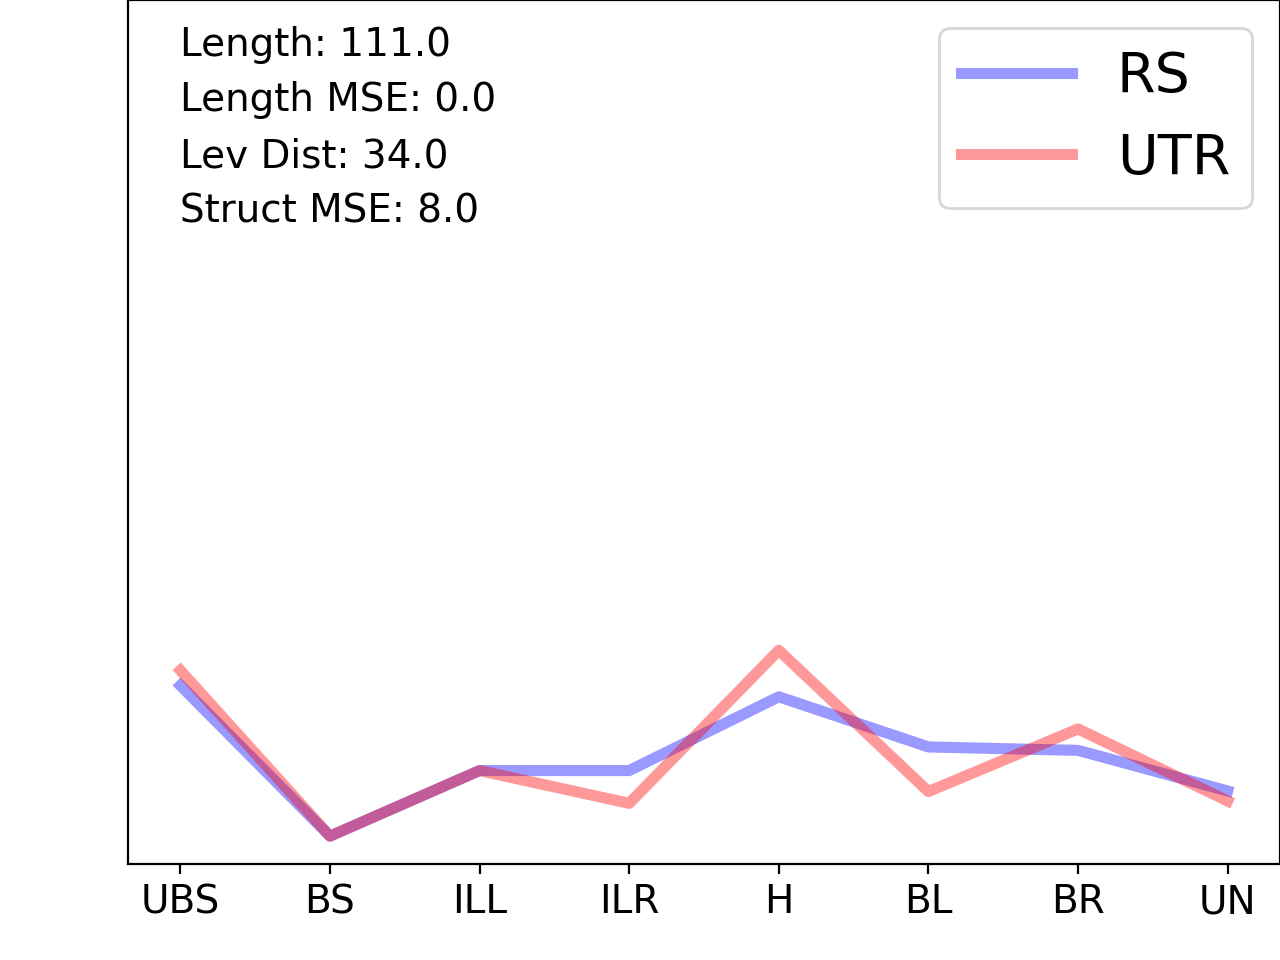 Length: 111.0
Length MSE: 0.0
Lev Dist: 34.0
Struct MSE: 8.0
RS
UTR
UBS BS ILL ILR H BL BR UN